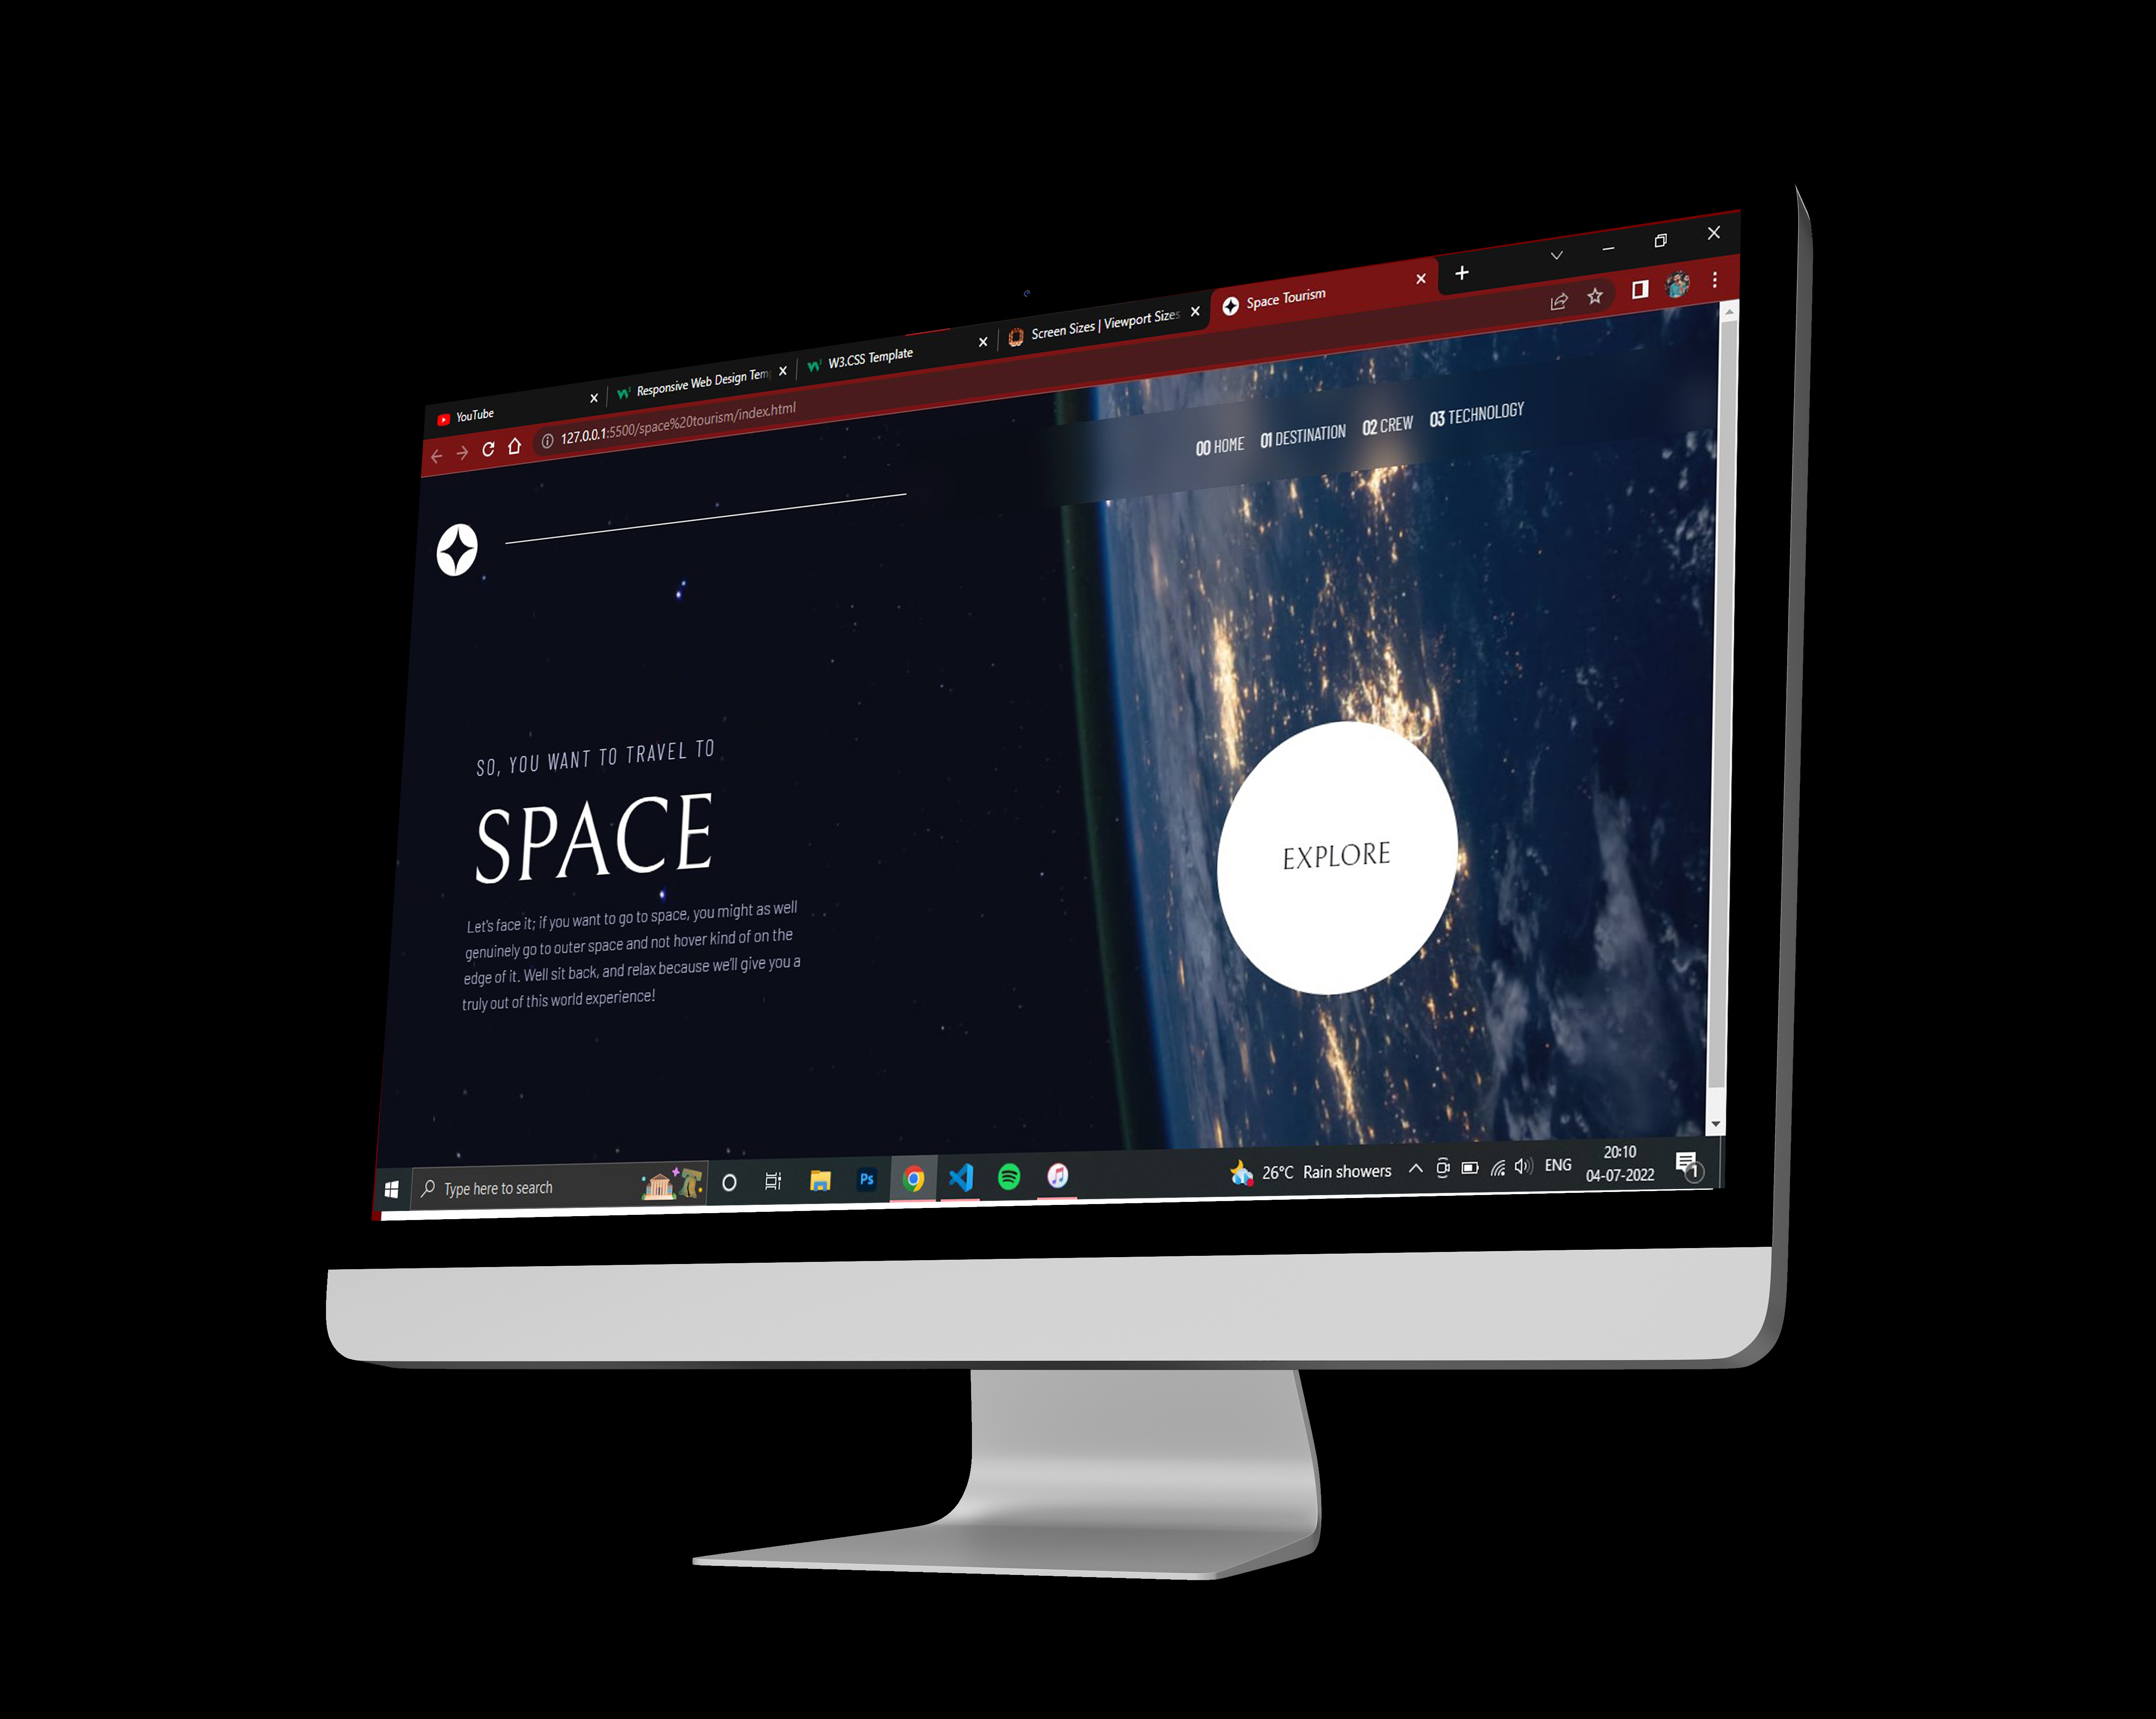 YouTube
Responsive Web Design Tem
W3.CSS Template
Screen Sizes | Viewport Sizes
Space Tourism
127.0.0.1:5500/space%20tourism/index.html
00 HOME 01 DESTINATION 02 CREW 03 TECHNOLOGY
SO, YOU WANT TO TRAVEL TO
SPACE
Let's face it; if you want to go to space, you might as well
genuinely go to outer space and not hover kind of on the
edge of it. Well sit back, and relax because we'll give you a
truly out of this world experience!
EXPLORE
Type here to search
Ps
26°C Rain showers
ENG
20:10
04-07-2022
1